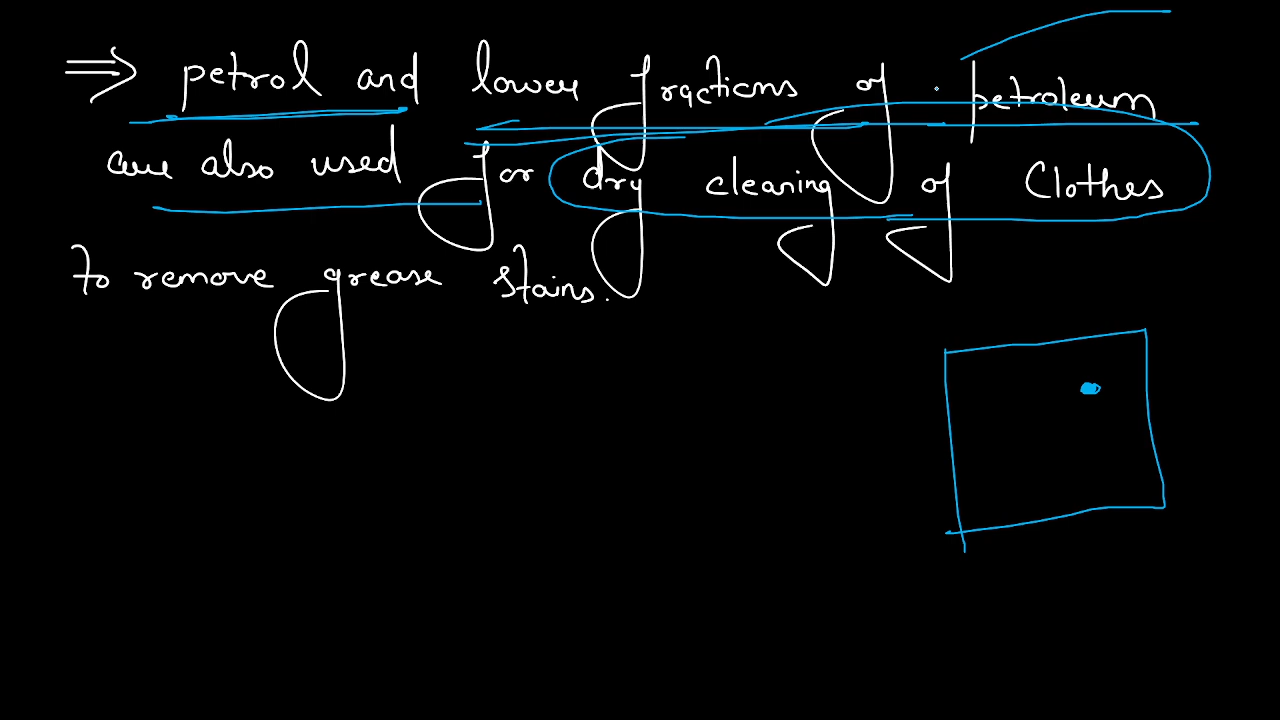 ⇒ petrol and lower fractions of petroleum
are also used for dry cleaning of Clothes
to remove grease stains.